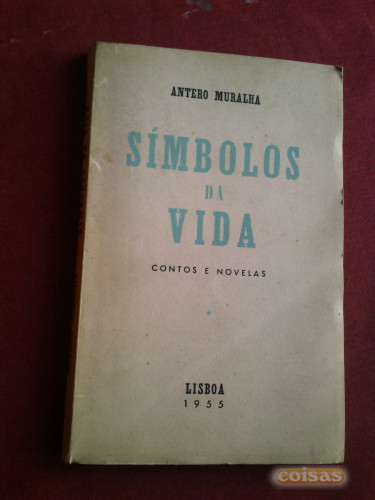 ANTERO MURALHA
SÍMBOLOS
DA
VIDA
CONTOS E NOVELAS
LISBOA
1955
coisas